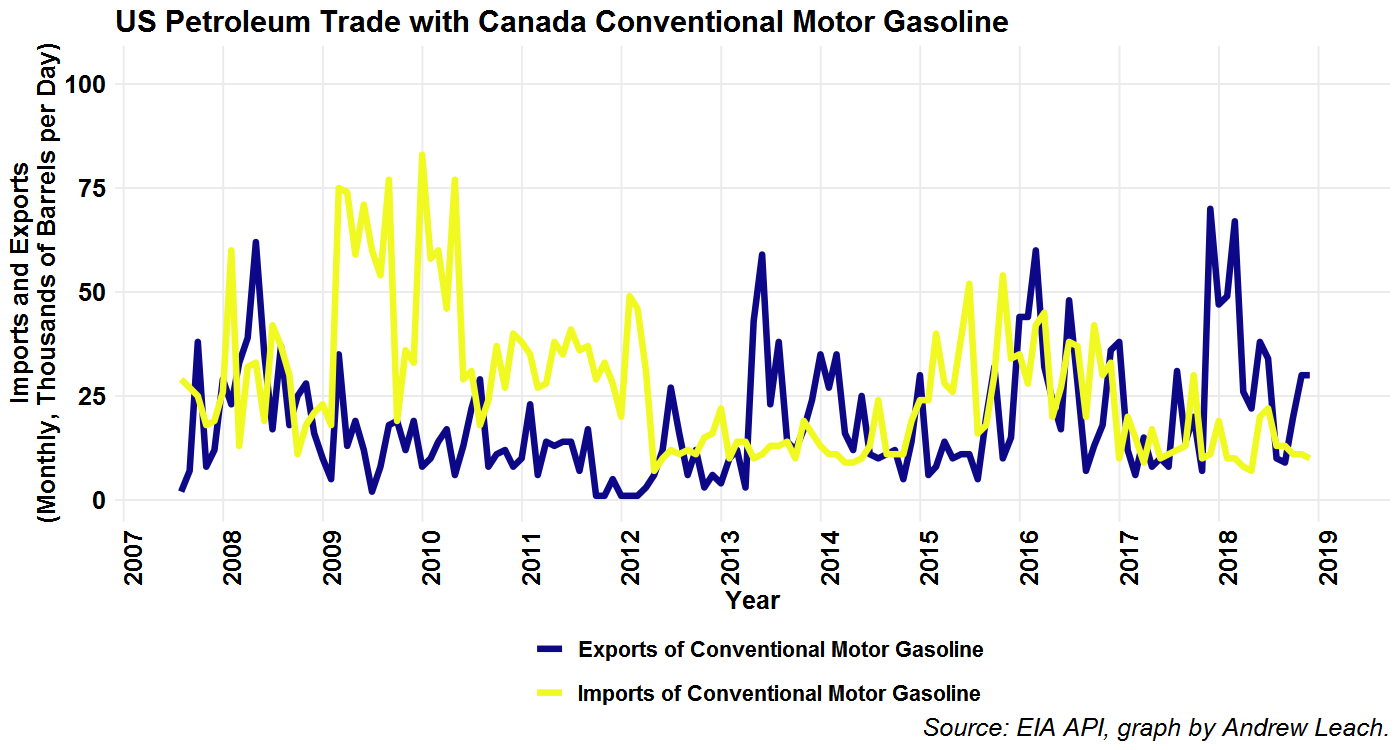 US Petroleum Trade with Canada Conventional Motor Gasoline
Imports and Exports
(Monthly, Thousands of Barrels per Day)
100
75
50
25
0
2007
2008
2009
2010
2011
2012
2013
2014
2015
2016
2017
2018
2019
Year
Exports of Conventional Motor Gasoline
Imports of Conventional Motor Gasoline
Source: EIA API, graph by Andrew Leach.